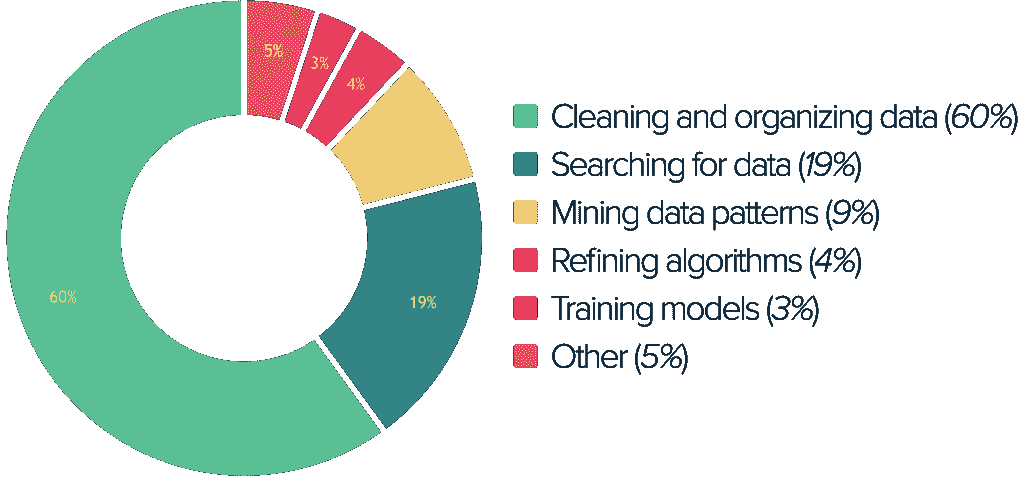 5%
3%
4%
60%
19%
Cleaning and organizing data (60%)
Searching for data (19%)
Mining data patterns (9%)
Refining algorithms (4%)
Training models (3%)
Other (5%)